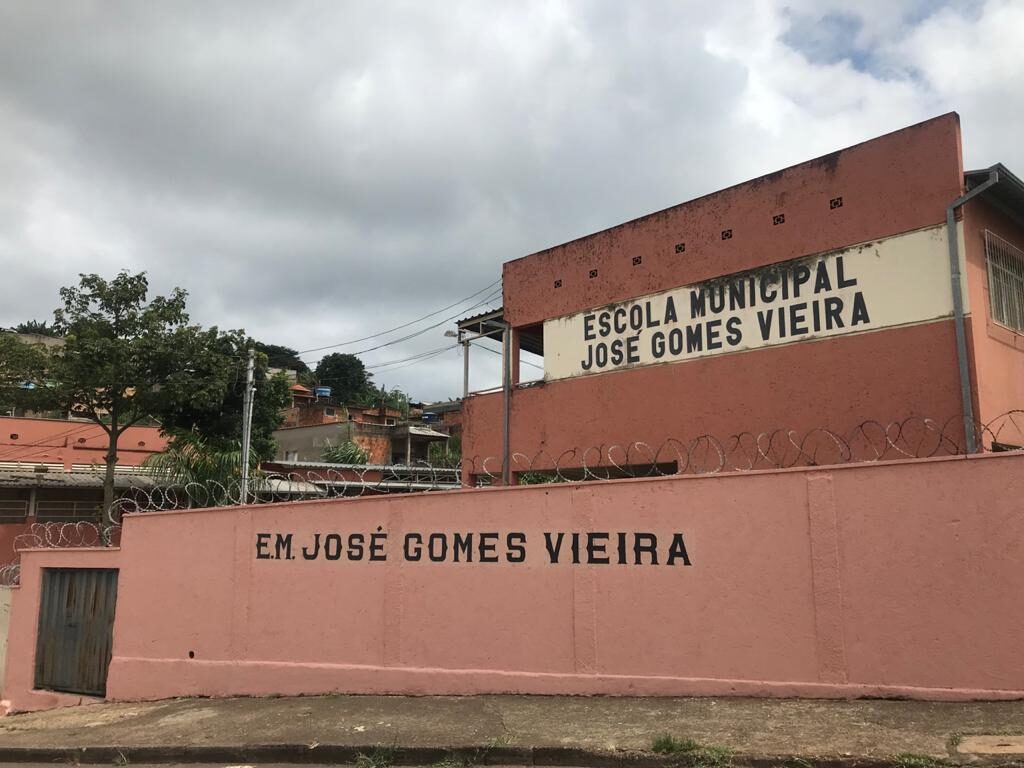 ESCOLA MUNICIPAL
JOSÉ GOMES VIEIRA
E.M. JOSÉ GOMES VIEIRA